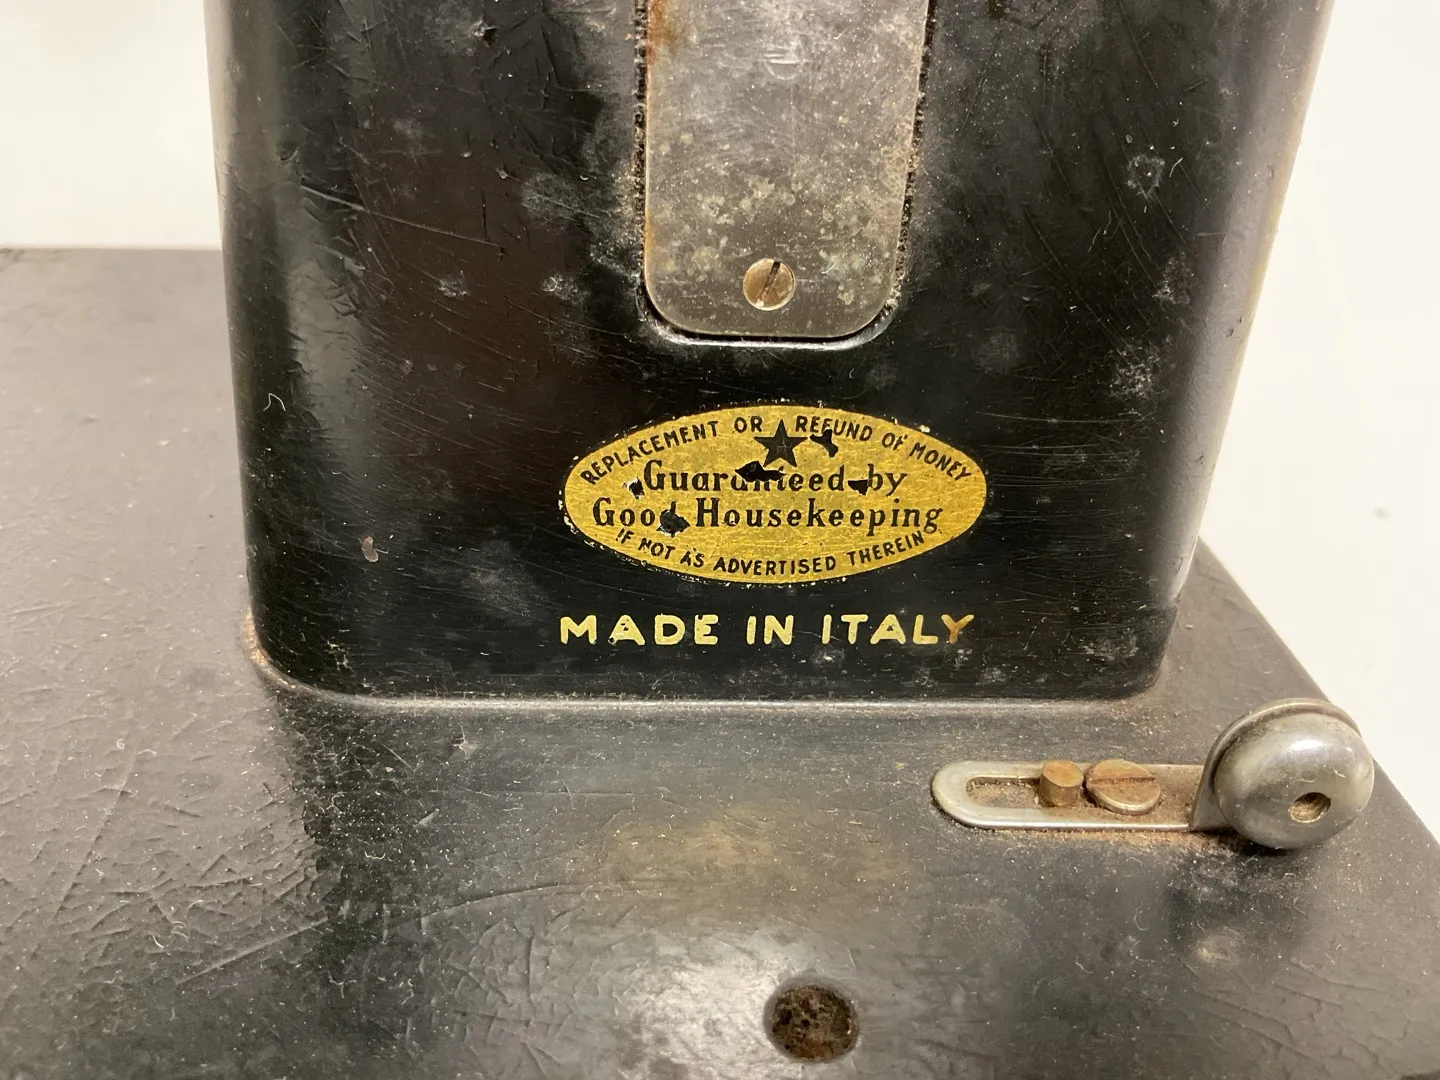 REPLACEMENT OR REFUND OF MONEY
Guaranteed by
Good Housekeeping
IF NOT AS ADVERTISED THEREIN
MADE IN ITALY